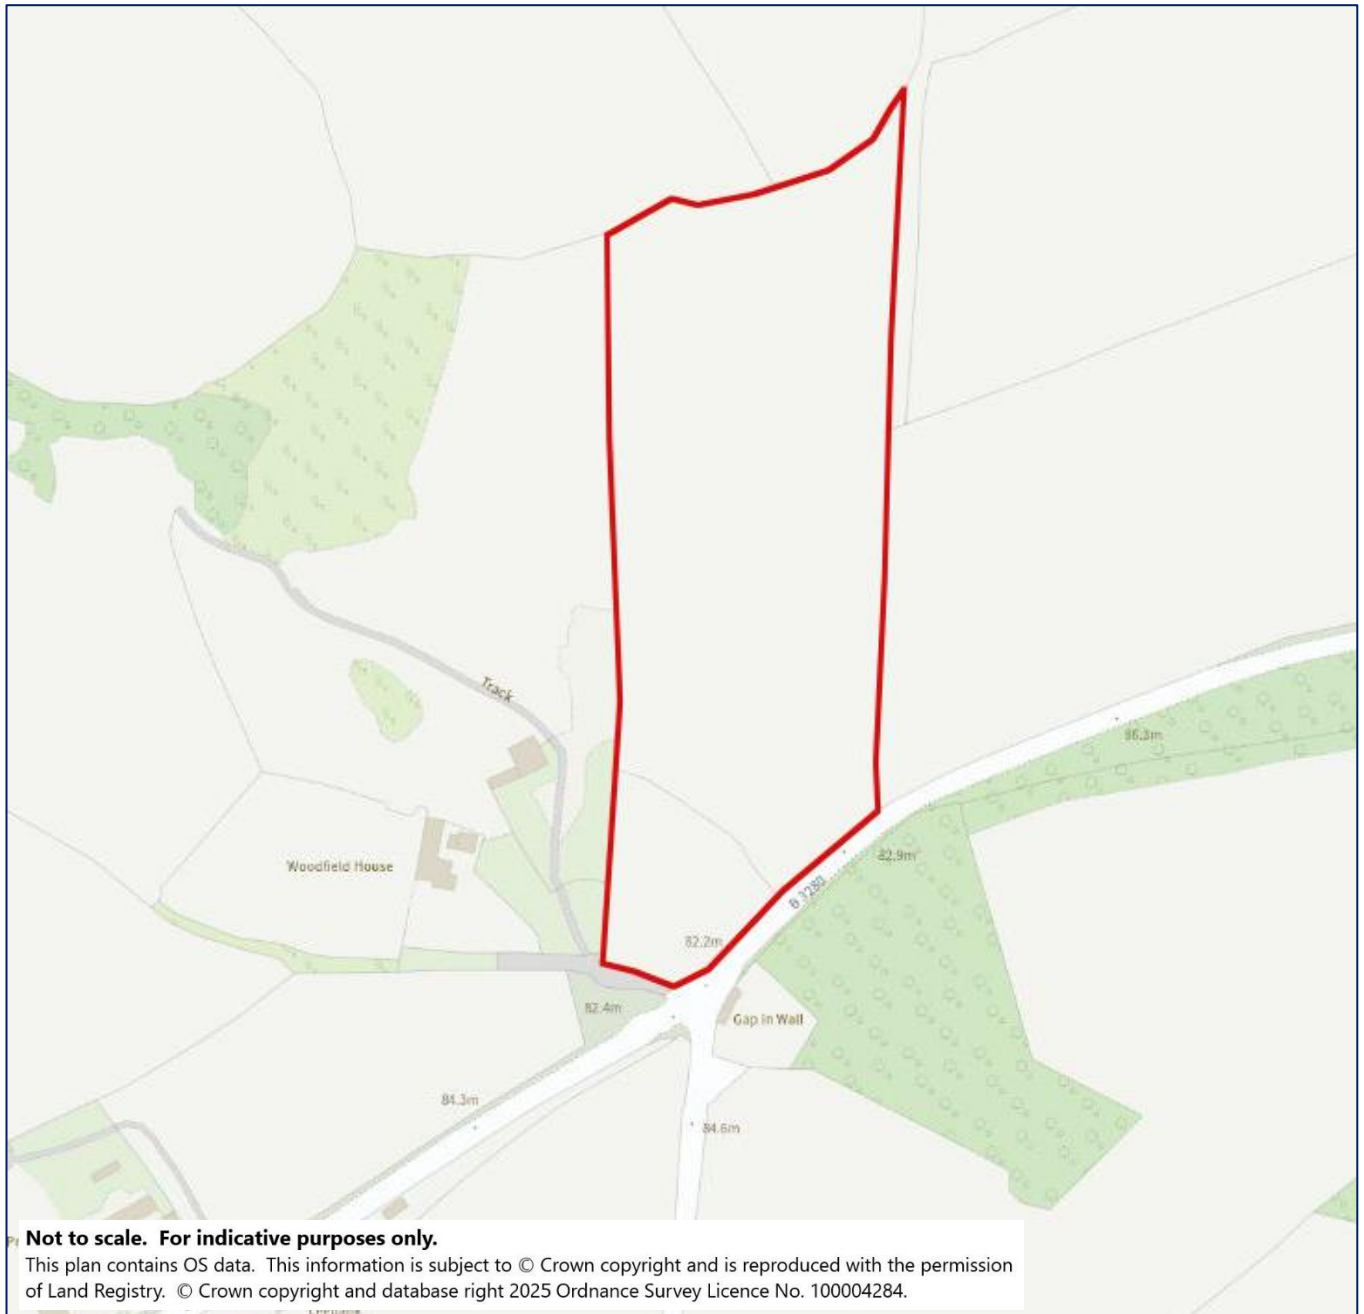 Track
86.3m
Woodfield House
82.9m
B 3280
82.2m
82.4m
Gap in Wall
84.3m
84.6m
Not to scale. For indicative purposes only.
This plan contains OS data. This information is subject to © Crown copyright and is reproduced with the permission
of Land Registry. © Crown copyright and database right 2025 Ordnance Survey Licence No. 100004284.